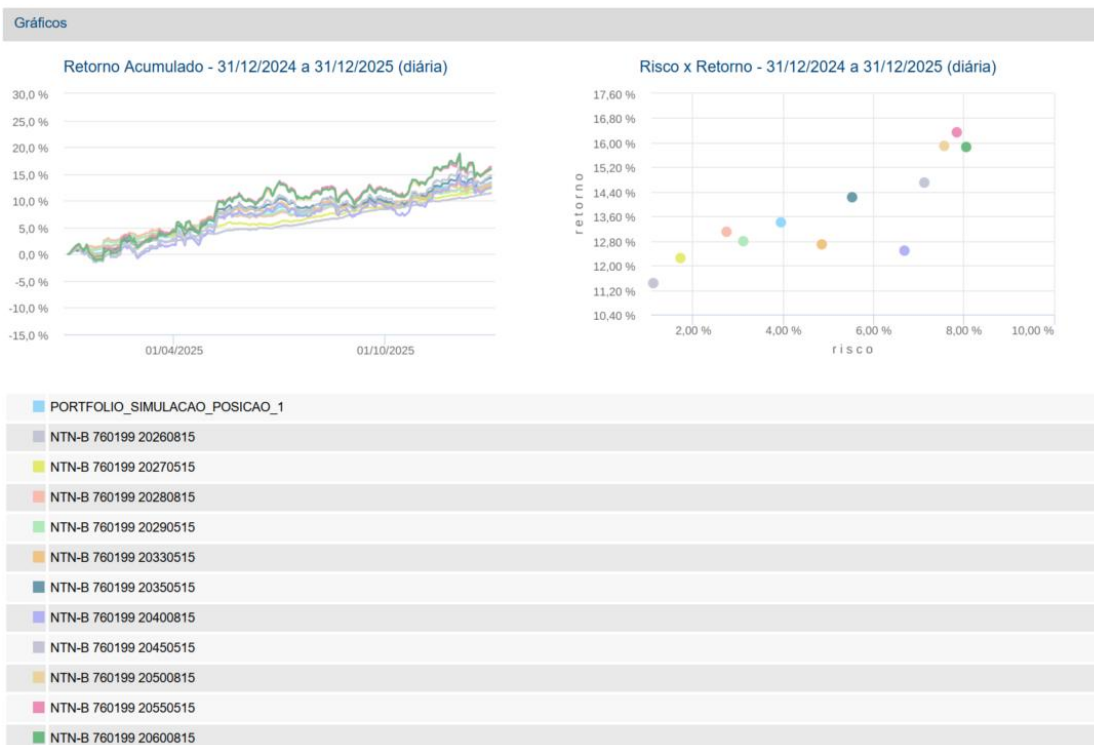 Gráficos
Retorno Acumulado - 31/12/2024 a 31/12/2025 (diária)
30,0 %
25,0 %
20,0 %
15,0 %
10,0 %
5,0 %
0,0 %
-5,0 %
-10,0 %
-15,0 %
01/04/2025
01/10/2025
Risco x Retorno - 31/12/2024 a 31/12/2025 (diária)
17,60 %
16,80 %
16,00 %
15,20 %
14,40 %
13,60 %
12,80 %
12,00 %
11,20 %
10,40 %
retorno
2,00 %
4,00 %
6,00 %
8,00 %
10,00 %
risco
PORTFOLIO_SIMULACAO_POSICAO_1
NTN-B 760199 20260815
NTN-B 760199 20270515
NTN-B 760199 20280815
NTN-B 760199 20290515
NTN-B 760199 20330515
NTN-B 760199 20350515
NTN-B 760199 20400815
NTN-B 760199 20450515
NTN-B 760199 20500815
NTN-B 760199 20550515
NTN-B 760199 20600815